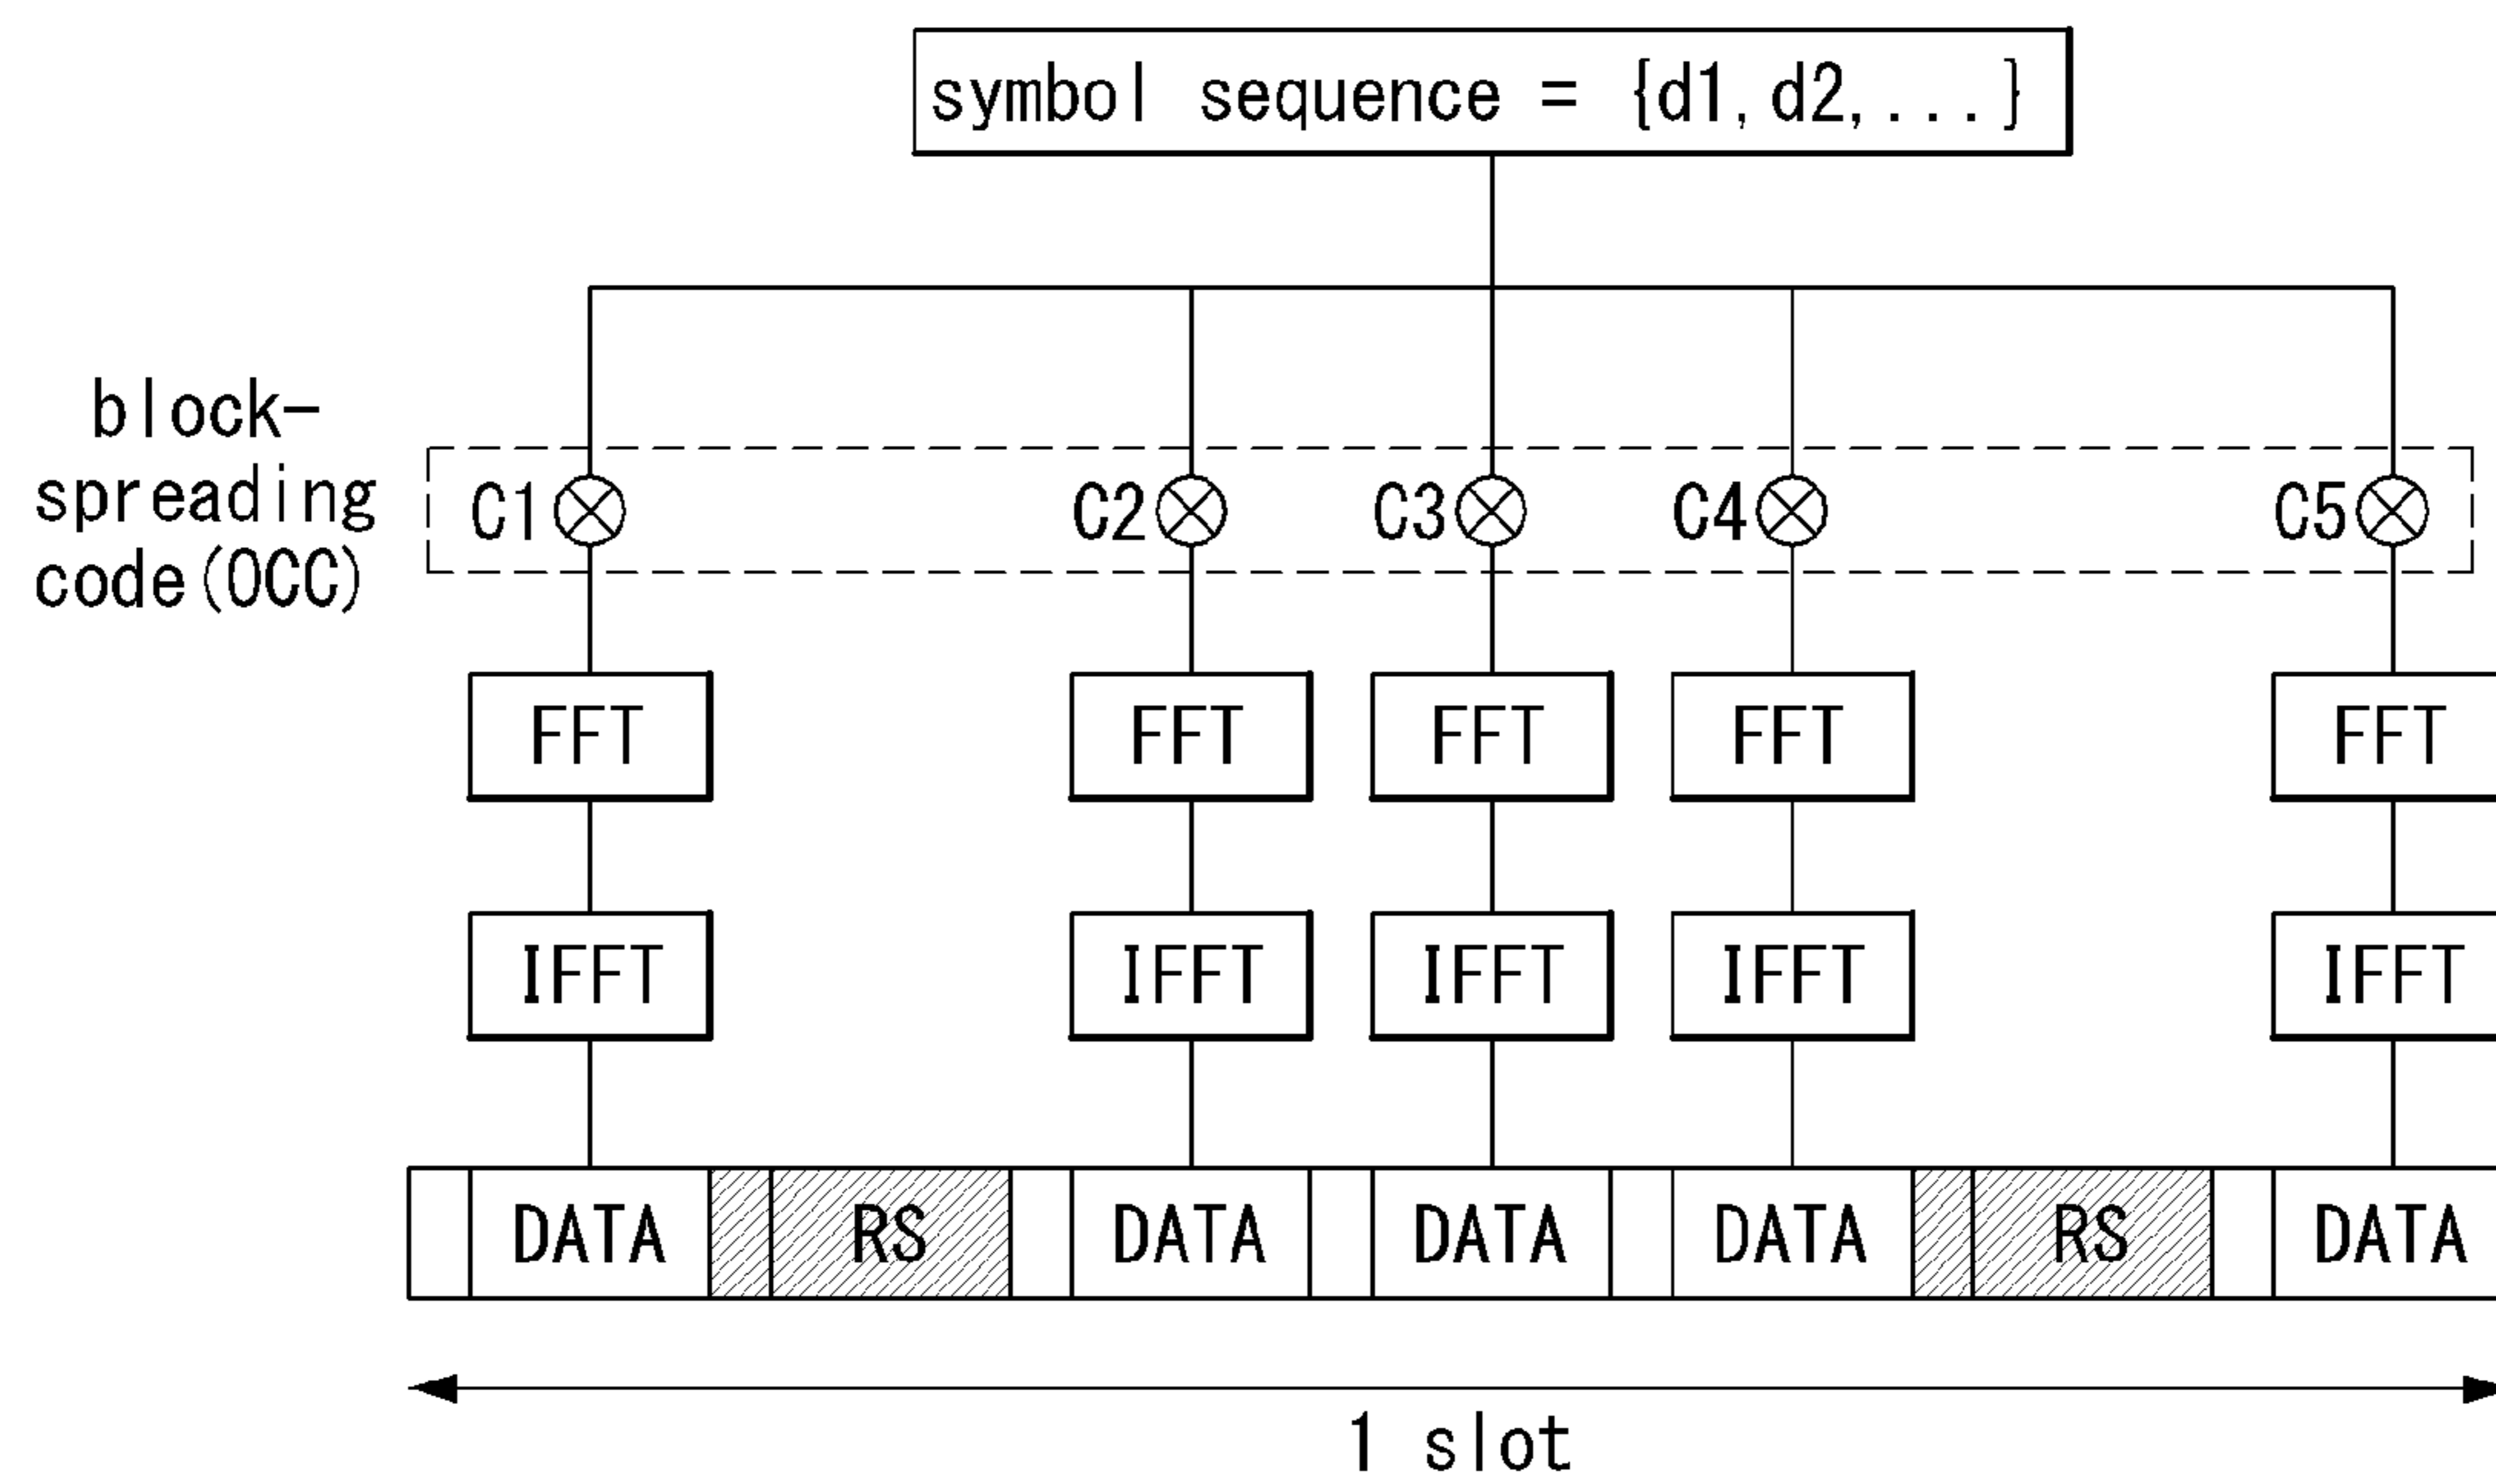 symbol sequence = {d1, d2, ... }
block-
spreading
code(OCC)
C1 C2 C3 C4 C5
FFT FFT FFT FFT FFT
IFFT IFFT IFFT IFFT IFFT
DATA RS DATA DATA DATA RS DATA
1 slot